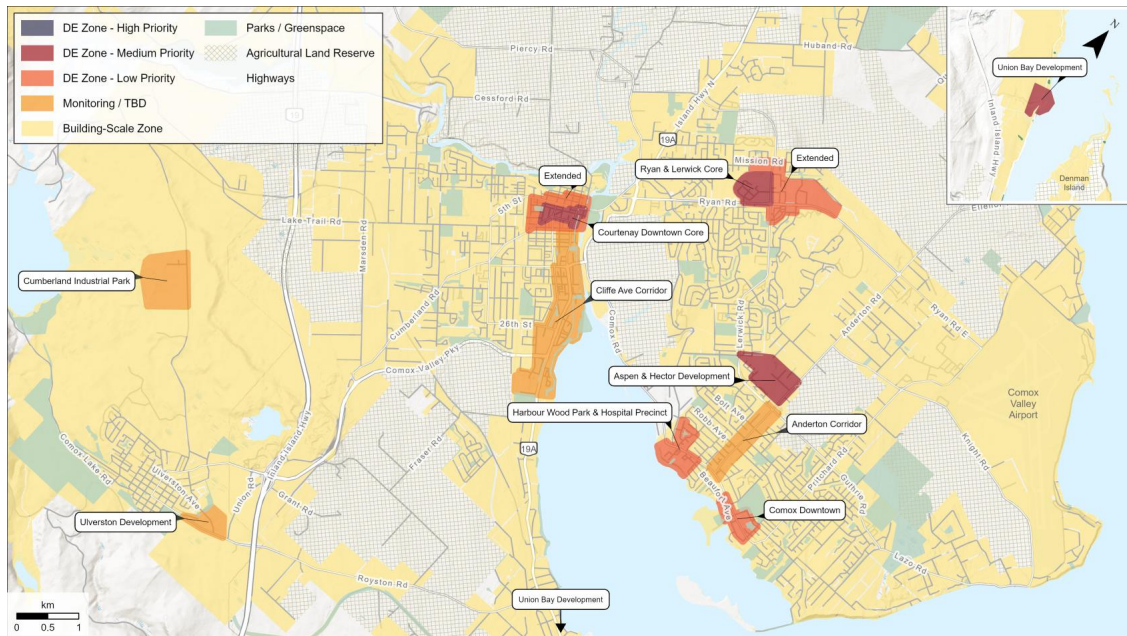 DE Zone - High Priority
DE Zone - Medium Priority
DE Zone - Low Priority
Monitoring / TBD
Building-Scale Zone
Parks / Greenspace
Agricultural Land Reserve
Highways
N
Union Bay Development
Inland Island Hwy
Denman
Island
Piercy Rd
Huband Rd
Cessford Rd
Island Hwy N
19
19A
Mission Rd
Extended
Ryan & Lerwick Core
Extended
Ryan Rd
5th St
Courtenay Downtown Core
Lake Trail Rd
Marsden Rd
Cumberland Industrial Park
Cliffe Ave Corridor
Cumberland Rd
26th St
Comox Rd
Lerwick Rd
Anderton Rd
Ryan Rd E
Comox Valley Pky
Aspen & Hector Development
Comox
Valley
Airport
Bolt Ave
Harbour Wood Park & Hospital Precinct
Robb Ave
Anderton Corridor
19A
Inland Island Hwy
Fraser Rd
Knight Rd
Pritchard Rd
Guthrie Rd
Comox Lake Rd
Ulverston Ave
Union Rd
Grant Rd
Beaufort Ave
Comox Downtown
Ulverston Development
Lazo Rd
Royston Rd
Union Bay Development
km
0 0.5 1